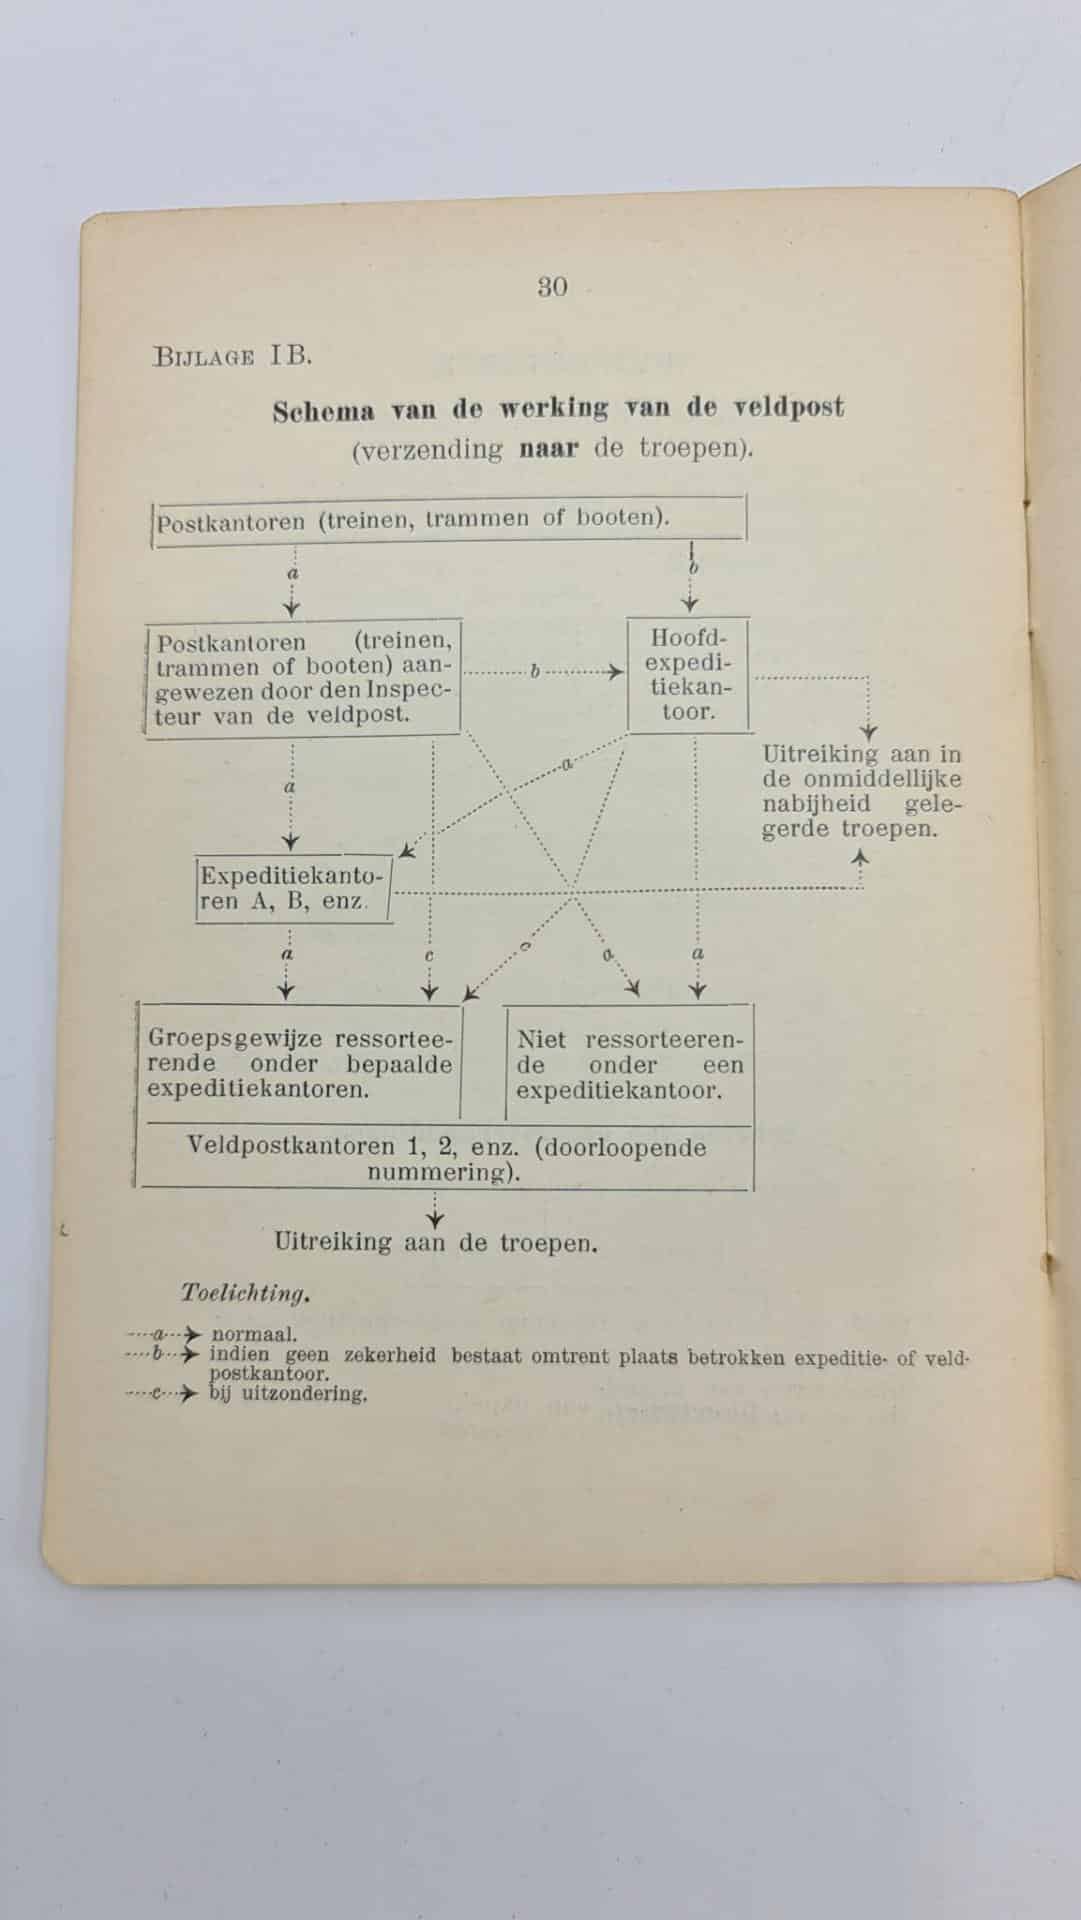 30
BIJLAGE IB.
Schema van de werking van de veldpost
(verzending naar de troepen).
Postkantoren (treinen, trammen of booten).
a
b
Postkantoren (treinen,
trammen of booten) aan-
gewezen door den Inspec-
teur van de veldpost.
b
Hoofd-
expedi-
tiekan-
toor.
Uitreiking aan in
de onmiddellijke
nabijheid gele-
gerde troepen.
a
a
Expeditiekanto-
ren A, B, enz.
a
c
c
a
a
Groepsgewijze ressortee-
rende onder bepaalde
expeditiekantoren.
Niet ressorteeren-
de onder een
expeditiekantoor.
Veldpostkantoren 1, 2, enz. (doorloopende
nummering).
Uitreiking aan de troepen.
Toelichting.
a normaal.
b indien geen zekerheid bestaat omtrent plaats betrokken expeditie- of veld-
postkantoor.
c bij uitzondering.